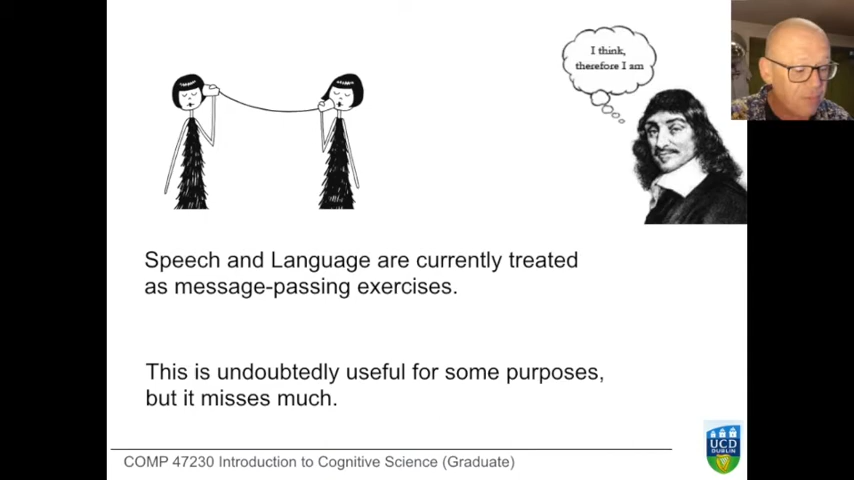 I think,
therefore I am
Speech and Language are currently treated
as message-passing exercises.
This is undoubtedly useful for some purposes,
but it misses much.
COMP 47230 Introduction to Cognitive Science (Graduate)
UCD
DUBLIN